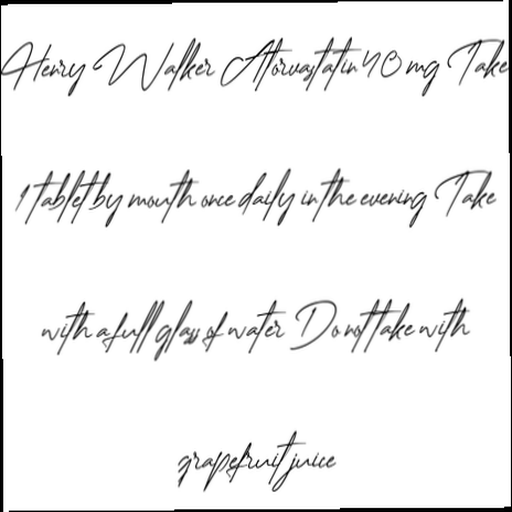 Henry Walker Atorvastatin 40 mg Take
1 tablet by mouth once daily in the evening Take
with a full glass of water Do not take with
grapefruit juice